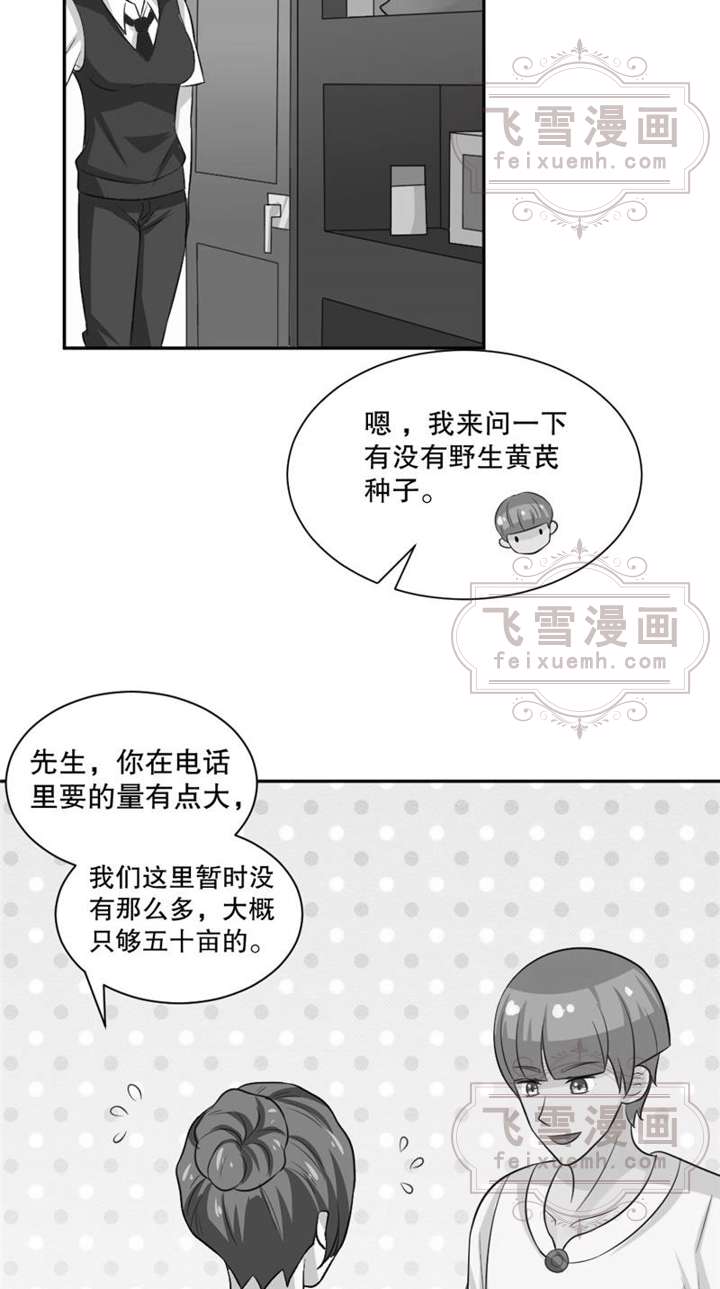 飞雪漫画
feixuemh.com
嗯，我来问一下
有没有野生黄芪
种子。
飞雪漫画
feixuemh.com
先生，你在电话
里要的量有点大，
我们这里暂时没
有那么多，大概
只够五十亩的。
飞雪漫画
feixuemh.com